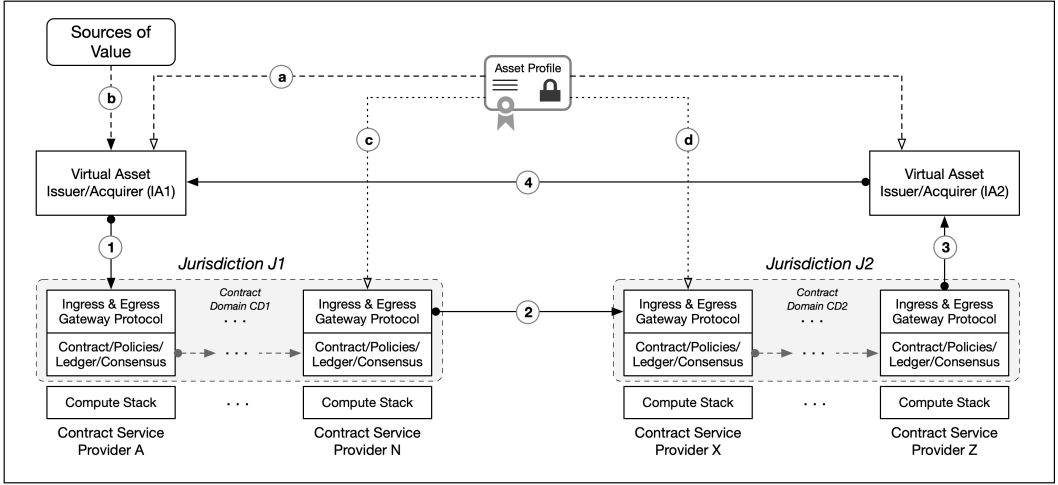 Sources of
Value
Asset Profile
a
b
c
d
Virtual Asset
Issuer/Acquirer (IA1)
4
Virtual Asset
Issuer/Acquirer (IA2)
1
3
Jurisdiction J1
Jurisdiction J2
Ingress & Egress
Gateway Protocol
Contract
Domain CD1
. . .
Ingress & Egress
Gateway Protocol
2
Ingress & Egress
Gateway Protocol
Contract
Domain CD2
. . .
Ingress & Egress
Gateway Protocol
Contract/Policies/
Ledger/Consensus
. . .
Contract/Policies/
Ledger/Consensus
Contract/Policies/
Ledger/Consensus
. . .
Contract/Policies/
Ledger/Consensus
Compute Stack
. . .
Compute Stack
Compute Stack
. . .
Compute Stack
Contract Service
Provider A
Contract Service
Provider N
Contract Service
Provider X
Contract Service
Provider Z